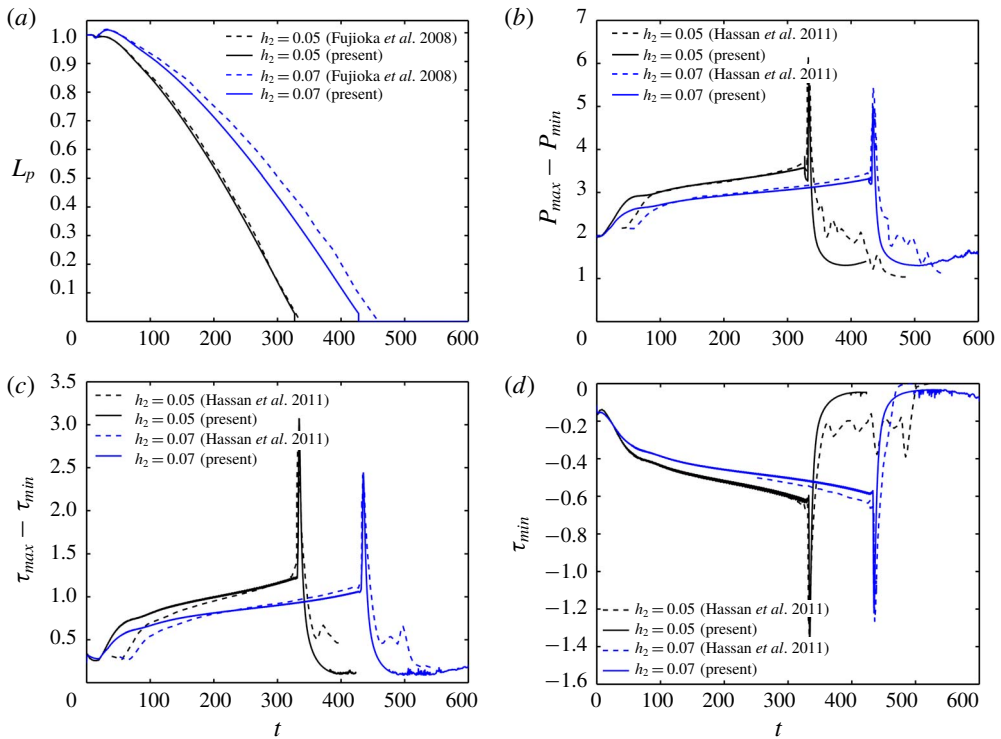 (a)
1.0
0.9
0.8
0.7
0.6
0.5
0.4
0.3
0.2
0.1
L_p
0 100 200 300 400 500 600
h₂ = 0.05 (Fujioka et al. 2008)
h₂ = 0.05 (present)
h₂ = 0.07 (Fujioka et al. 2008)
h₂ = 0.07 (present)
(b)
7
6
5
4
3
2
1
P_max − P_min
0 100 200 300 400 500 600
h₂ = 0.05 (Hassan et al. 2011)
h₂ = 0.05 (present)
h₂ = 0.07 (Hassan et al. 2011)
h₂ = 0.07 (present)
(c)
3.5
3.0
2.5
2.0
1.5
1.0
0.5
τ_max − τ_min
0 100 200 300 400 500 600
t
h₂ = 0.05 (Hassan et al. 2011)
h₂ = 0.05 (present)
h₂ = 0.07 (Hassan et al. 2011)
h₂ = 0.07 (present)
(d)
0
−0.2
−0.4
−0.6
−0.8
−1.0
−1.2
−1.4
−1.6
τ_min
0 100 200 300 400 500 600
t
h₂ = 0.05 (Hassan et al. 2011)
h₂ = 0.05 (present)
h₂ = 0.07 (Hassan et al. 2011)
h₂ = 0.07 (present)